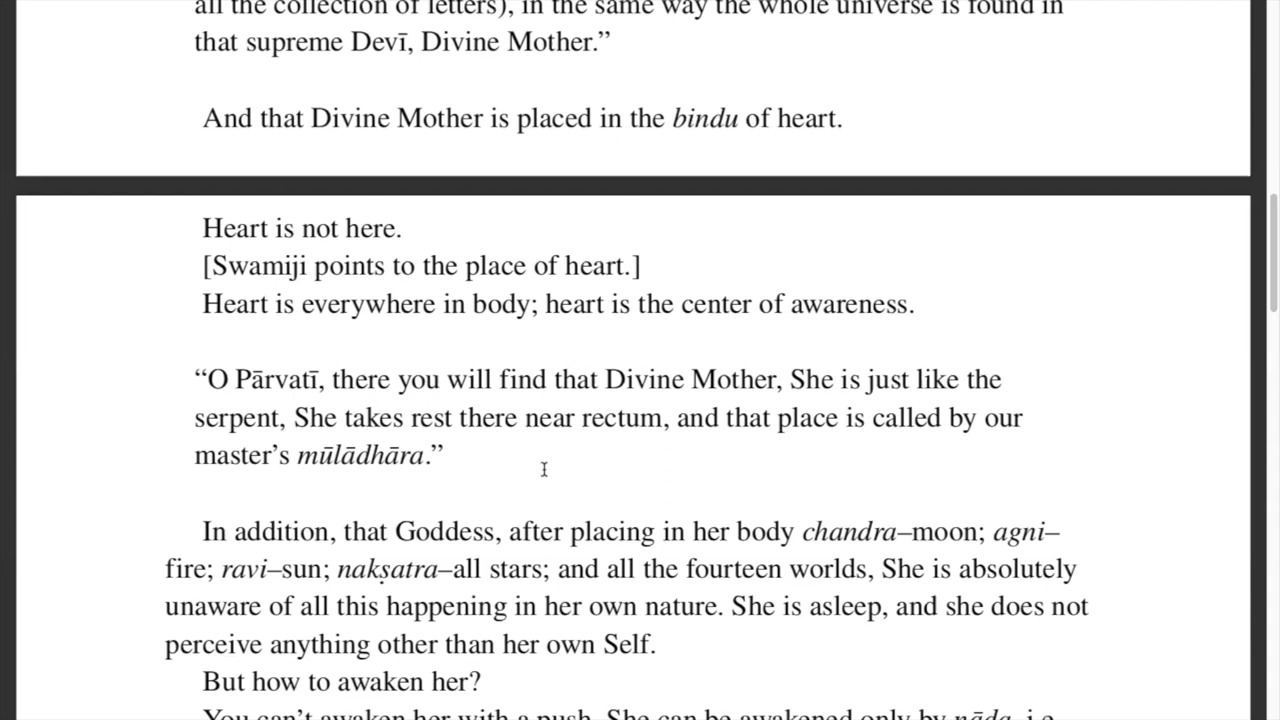 all the collection of letters), in the same way the whole universe is found in
that supreme Devī, Divine Mother.”
And that Divine Mother is placed in the bindu of heart.
Heart is not here.
[Swamiji points to the place of heart.]
Heart is everywhere in body; heart is the center of awareness.
“O Pārvatī, there you will find that Divine Mother, She is just like the
serpent, She takes rest there near rectum, and that place is called by our
master’s mūlādhāra.”
In addition, that Goddess, after placing in her body chandra–moon; agni–
fire; ravi–sun; nakṣatra–all stars; and all the fourteen worlds, She is absolutely
unaware of all this happening in her own nature. She is asleep, and she does not
perceive anything other than her own Self.
But how to awaken her?
You can’t awaken her with a push. She can be awakened only by nāda, i.e.